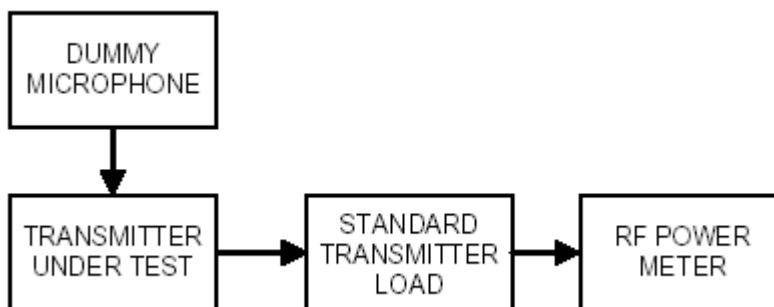 DUMMY
MICROPHONE
TRANSMITTER
UNDER TEST
STANDARD
TRANSMITTER
LOAD
RF POWER
METER